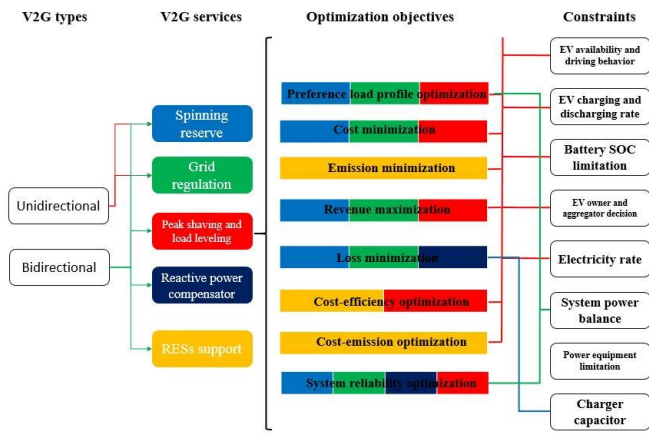 V2G types
V2G services
Optimization objectives
Constraints
Unidirectional
Bidirectional
Spinning
reserve
Grid
regulation
Peak shaving and
load leveling
Reactive power
compensator
RESs support
Preference load profile optimization
Cost minimization
Emission minimization
Revenue maximization
Loss minimization
Cost-efficiency optimization
Cost-emission optimization
System reliability optimization
EV availability and
driving behavior
EV charging and
discharging rate
Battery SOC
limitation
EV owner and
aggregator decision
Electricity rate
System power
balance
Power equipment
limitation
Charger
capacitor